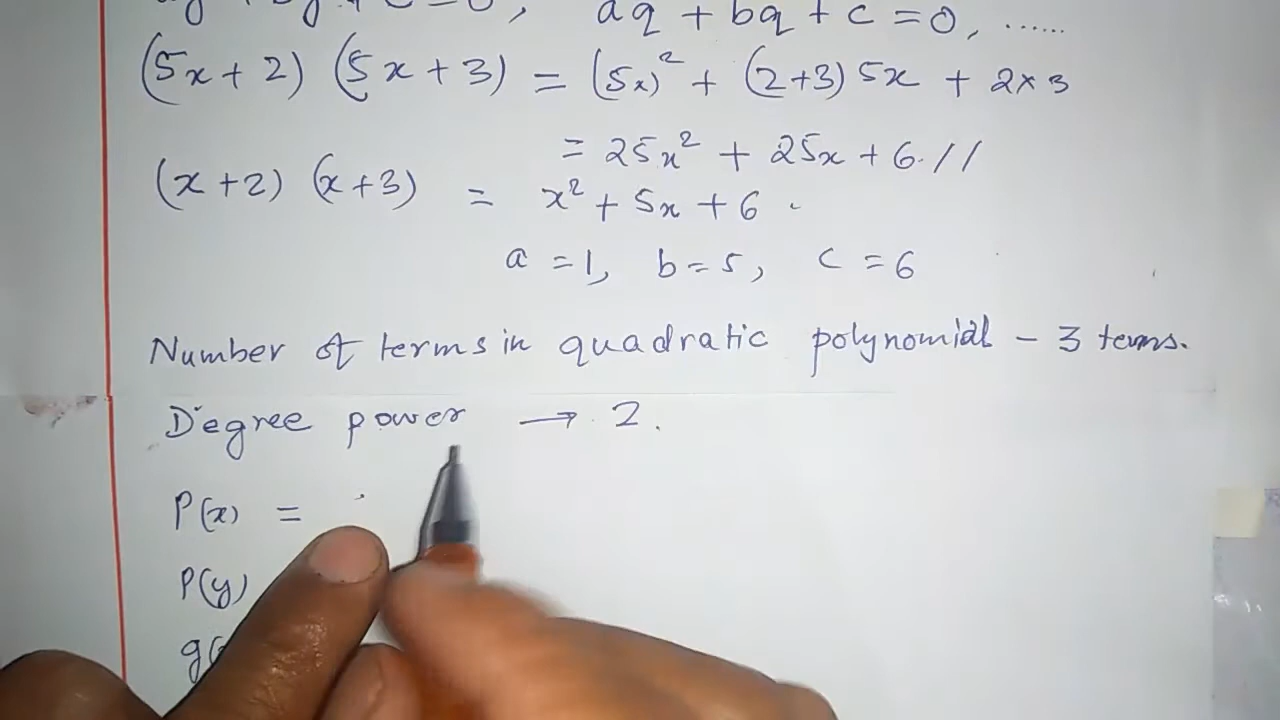 aq + bq + c = 0, ......
(5x + 2) (5x + 3) = (5x)² + (2+3) 5x + 2×3
= 25x² + 25x + 6. //
(x + 2) (x + 3) = x² + 5x + 6 .
a = 1, b = 5, c = 6
Number of terms in quadratic polynomial - 3 terms.
Degree power → 2.
P(x) =
P(y)